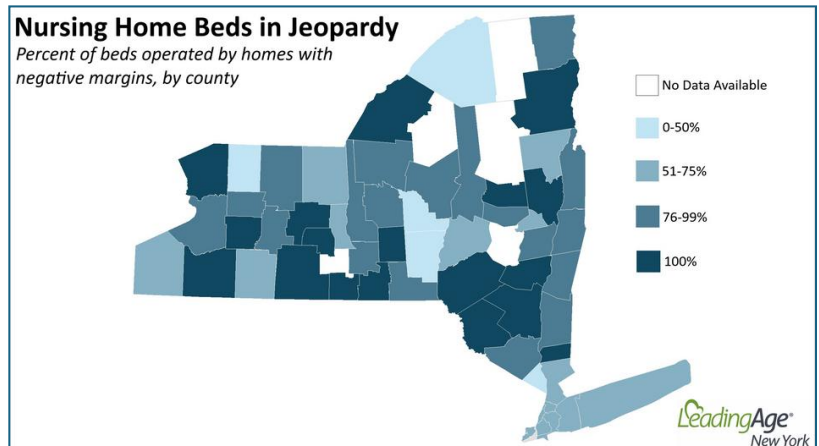 Nursing Home Beds in Jeopardy
Percent of beds operated by homes with
negative margins, by county
No Data Available
0-50%
51-75%
76-99%
100%
LeadingAge®
New York